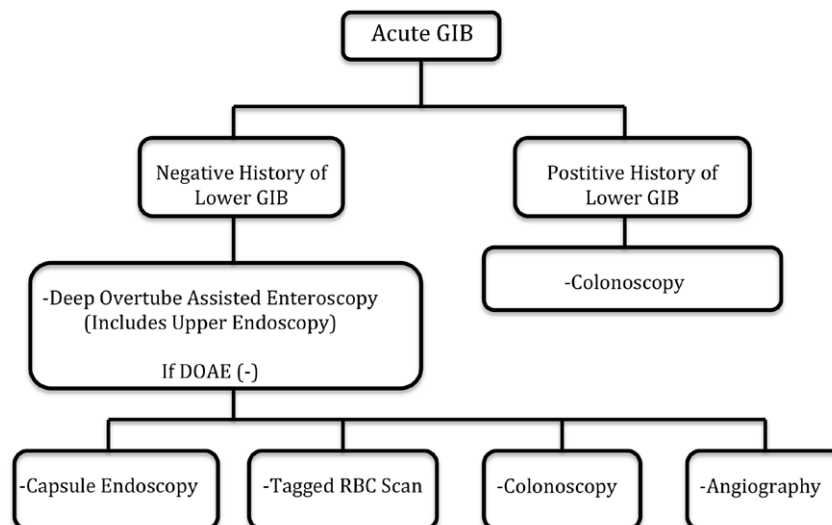 Acute GIB
Negative History of
Lower GIB
Postitive History of
Lower GIB
-Deep Overtube Assisted Enteroscopy
(Includes Upper Endoscopy)
If DOAE (-)
-Colonoscopy
-Capsule Endoscopy
-Tagged RBC Scan
-Colonoscopy
-Angiography